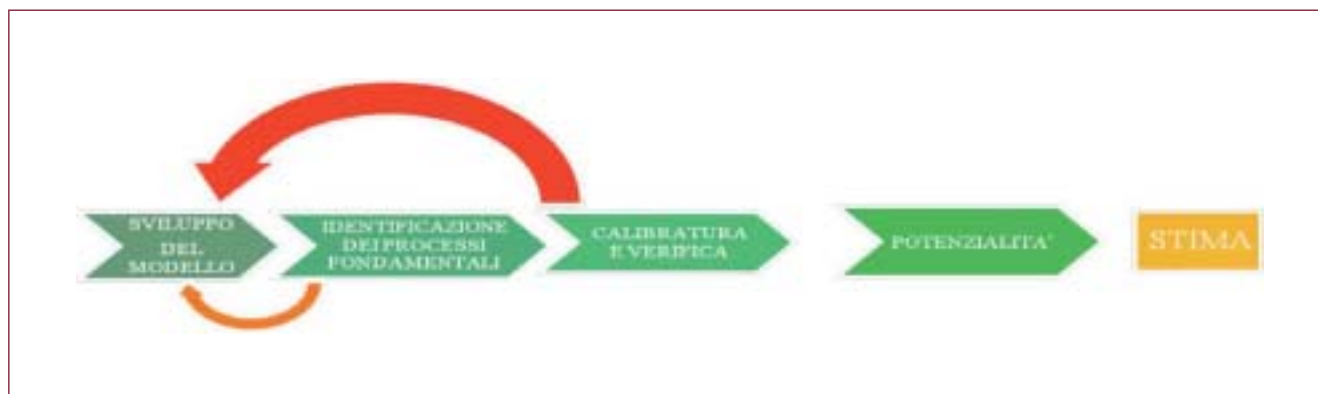 SVILUPPO
DEL
MODELLO
IDENTIFICAZIONE
DEI PROCESSI
FONDAMENTALI
CALIBRATURA
E VERIFICA
POTENZIALITA'
STIMA